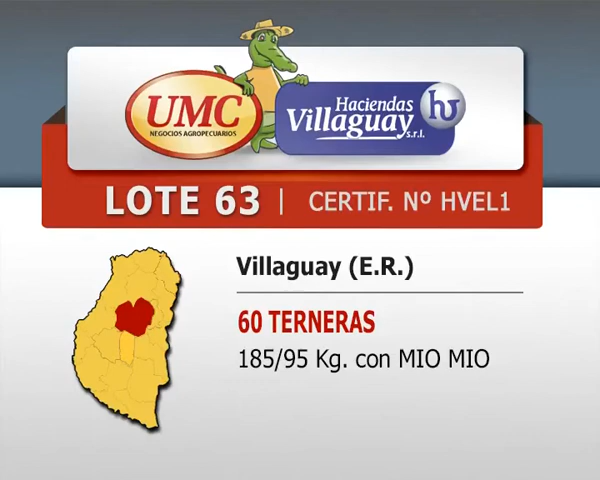 UMC
NEGOCIOS AGROPECUARIOS
Haciendas
Villaguay
s.r.l.
hv
LOTE 63 | CERTIF. Nº HVEL1
Villaguay (E.R.)
60 TERNERAS
185/95 Kg. con MIO MIO